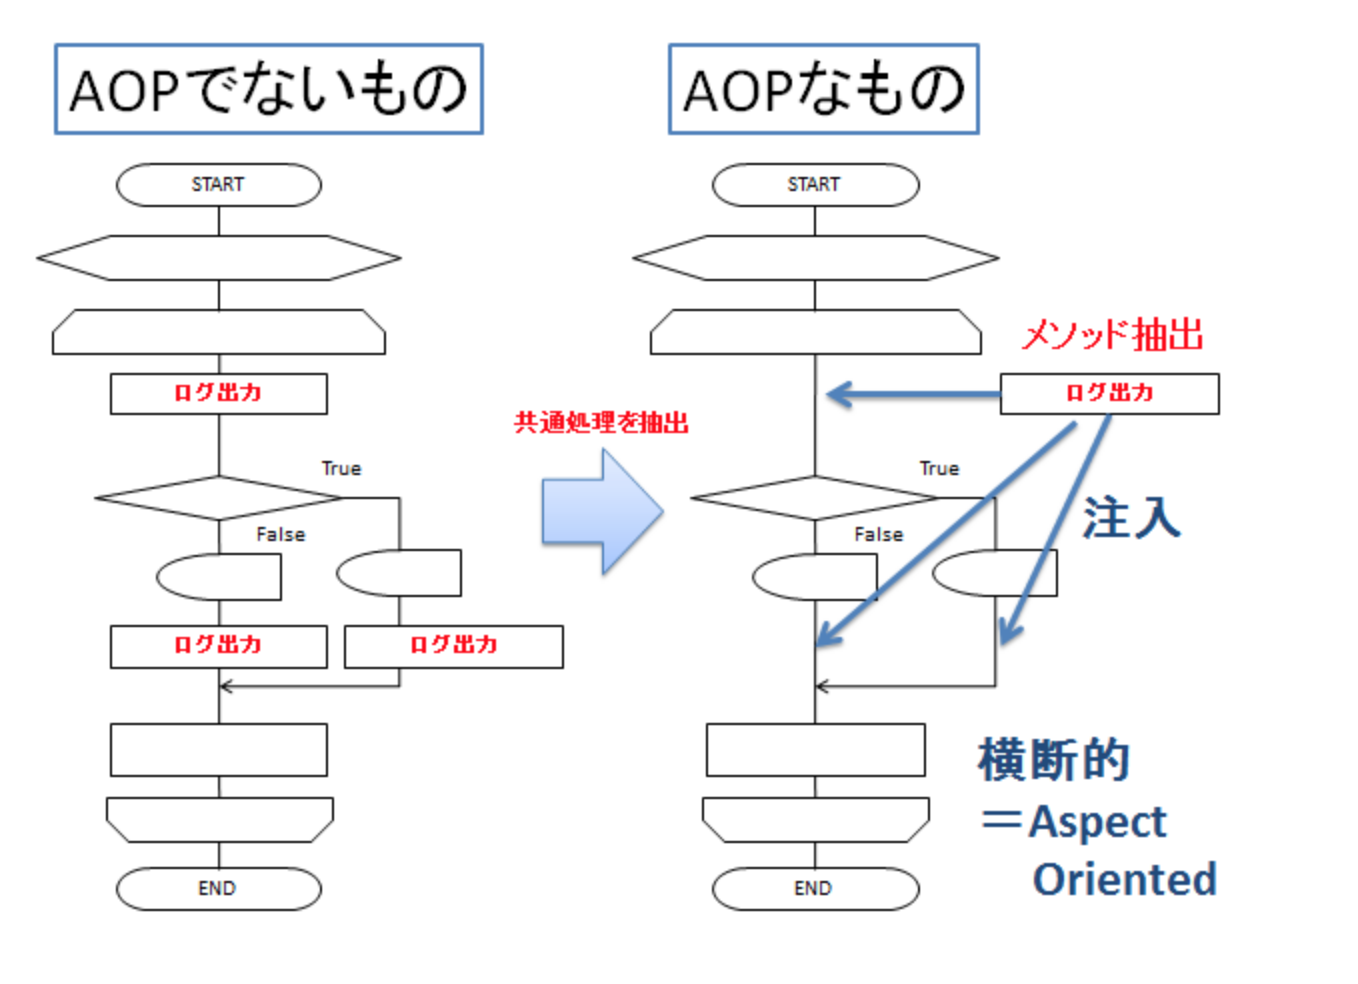 AOPでないもの
START
ログ出力
True
False
ログ出力
ログ出力
END
共通処理を抽出
AOPなもの
START
メソッド抽出
ログ出力
True
False
注入
横断的
＝Aspect
Oriented
END